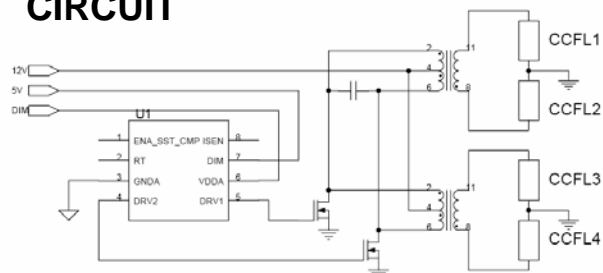 CIRCUIT
12V
5V
DIM
U1
1 ENA_SST_CMP ISEN 8
2 RT DIM 7
3 GNDA VDDA 6
4 DRV2 DRV1 5
2 11
4
6 8
CCFL1
CCFL2
2 11
4
6 8
CCFL3
CCFL4